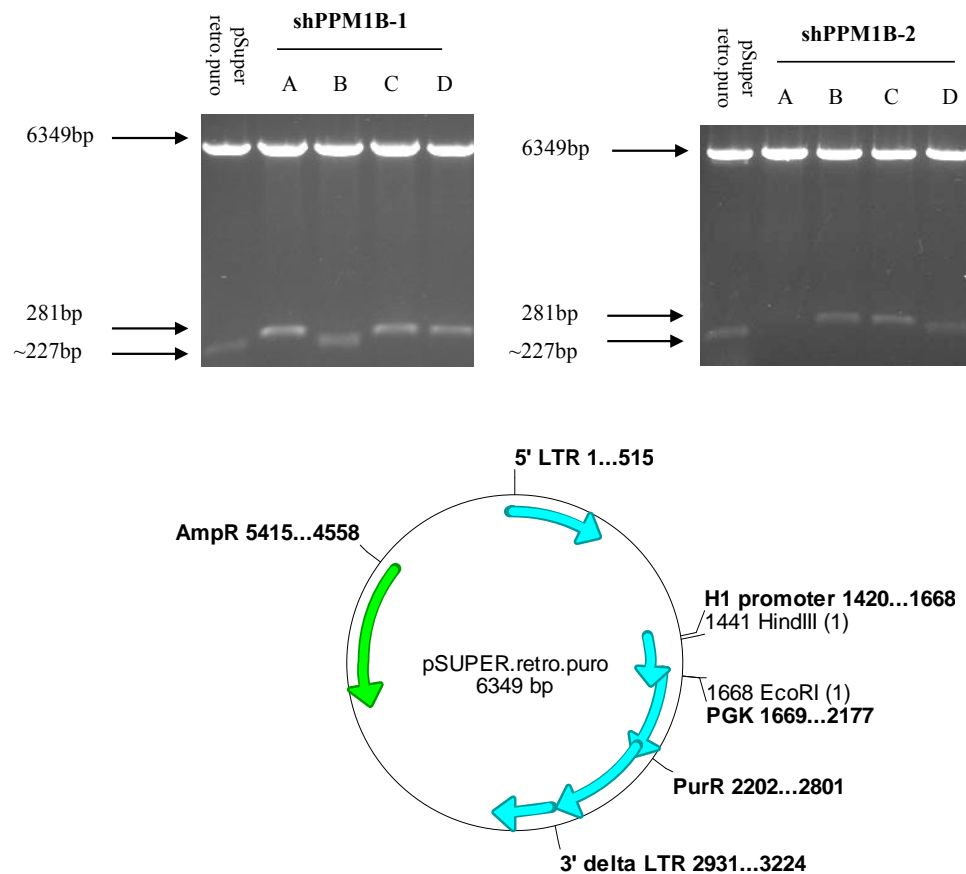 shPPM1B-1
pSuper
retro.puro
A B C D
6349bp
281bp
~227bp
shPPM1B-2
pSuper
retro.puro
A B C D
6349bp
281bp
~227bp
5' LTR 1...515
AmpR 5415...4558
H1 promoter 1420...1668
1441 HindIII (1)
pSUPER.retro.puro
6349 bp
1668 EcoRI (1)
PGK 1669...2177
PurR 2202...2801
3' delta LTR 2931...3224